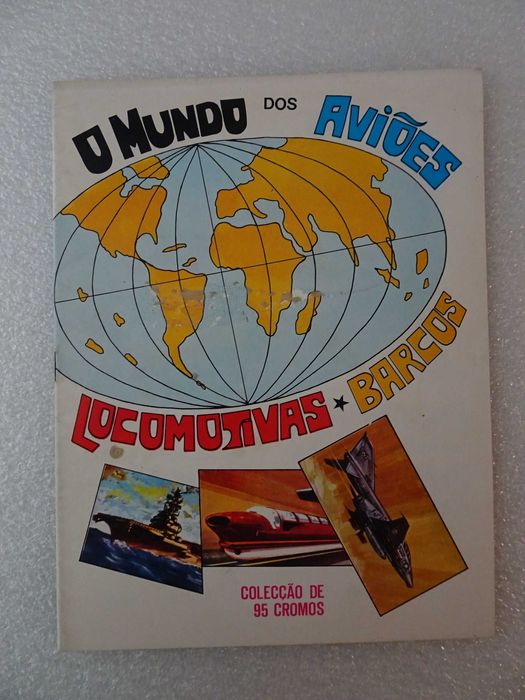 O MUNDO DOS AVIÕES
LOCOMOTIVAS ★ BARCOS
COLECÇÃO DE
95 CROMOS